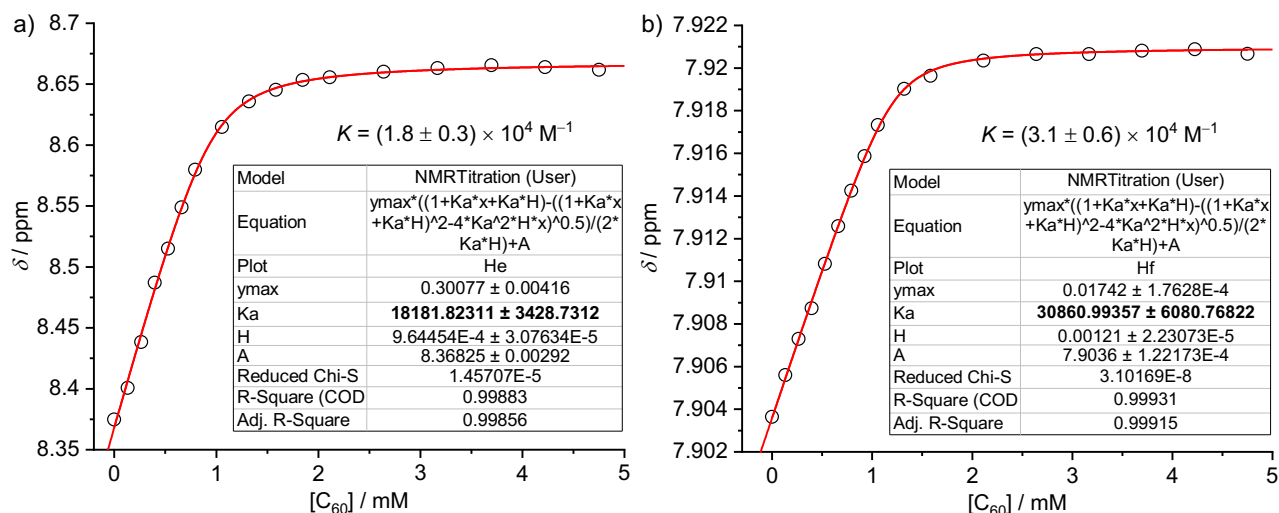 a)
8.7
8.65
8.6
8.55
8.5
8.45
8.4
8.35
δ / ppm
K = (1.8 ± 0.3) × 10⁴ M⁻¹
Model NMRTitration (User)
Equation ymax*((1+Ka*x+Ka*H)-((1+Ka*x
+Ka*H)^2-4*Ka^2*H*x)^0.5)/(2*
Ka*H)+A
Plot He
ymax 0.30077 ± 0.00416
Ka 18181.82311 ± 3428.7312
H 9.64454E-4 ± 3.07634E-5
A 8.36825 ± 0.00292
Reduced Chi-S 1.45707E-5
R-Square (COD 0.99883
Adj. R-Square 0.99856
0 1 2 3 4 5
[C₆₀] / mM
b)
7.922
7.92
7.918
7.916
7.914
7.912
7.91
7.908
7.906
7.904
7.902
δ / ppm
K = (3.1 ± 0.6) × 10⁴ M⁻¹
Model NMRTitration (User)
Equation ymax*((1+Ka*x+Ka*H)-((1+Ka*x
+Ka*H)^2-4*Ka^2*H*x)^0.5)/(2*
Ka*H)+A
Plot Hf
ymax 0.01742 ± 1.7628E-4
Ka 30860.99357 ± 6080.76822
H 0.00121 ± 2.23073E-5
A 7.9036 ± 1.22173E-4
Reduced Chi-S 3.10169E-8
R-Square (COD 0.99931
Adj. R-Square 0.99915
0 1 2 3 4 5
[C₆₀] / mM